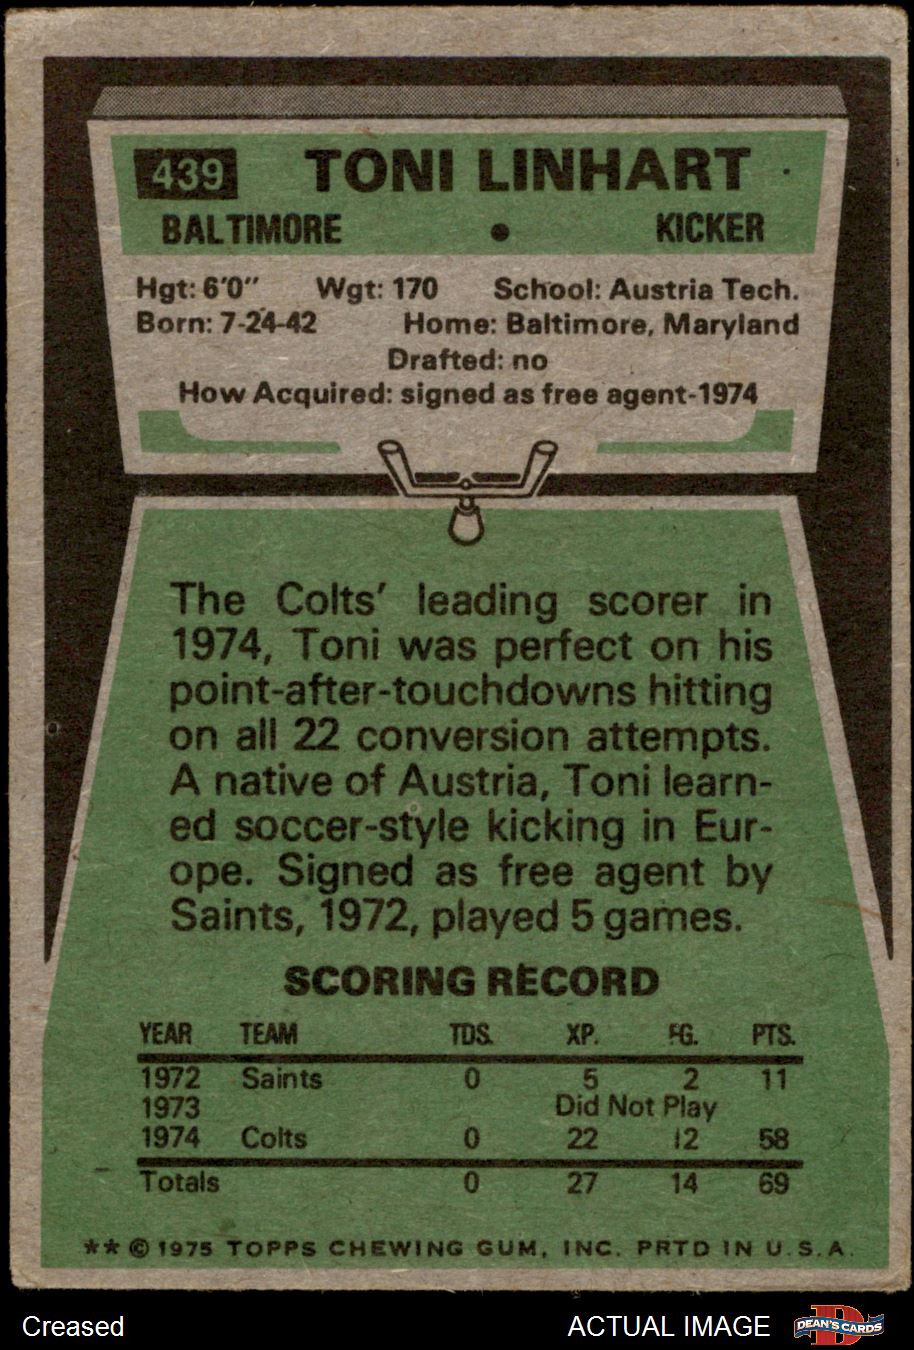 439 TONI LINHART
BALTIMORE • KICKER
Hgt: 6'0" Wgt: 170 School: Austria Tech.
Born: 7-24-42 Home: Baltimore, Maryland
Drafted: no
How Acquired: signed as free agent-1974
The Colts' leading scorer in
1974, Toni was perfect on his
point-after-touchdowns hitting
on all 22 conversion attempts.
A native of Austria, Toni learn-
ed soccer-style kicking in Eur-
ope. Signed as free agent by
Saints, 1972, played 5 games.
SCORING RECORD
YEAR TEAM TDS. XP. FG. PTS.
1972 Saints 0 5 2 11
1973 Did Not Play
1974 Colts 0 22 12 58
Totals 0 27 14 69
** © 1975 TOPPS CHEWING GUM, INC. PRTD IN U.S.A.
Creased ACTUAL IMAGE D DEAN'S CARDS